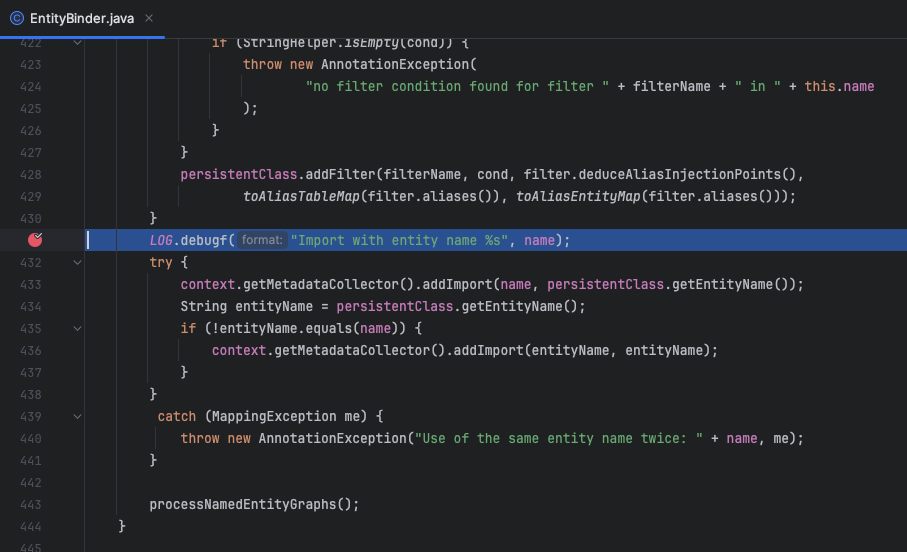 EntityBinder.java
422 if (StringHelper.isEmpty(cond)) {
423 throw new AnnotationException(
424 "no filter condition found for filter " + filterName + " in " + this.name
425 );
426 }
427 }
428 persistentClass.addFilter(filterName, cond, filter.deduceAliasInjectionPoints(),
429 toAliasTableMap(filter.aliases()), toAliasEntityMap(filter.aliases()));
430 }
LOG.debugf( format: "Import with entity name %s", name);
432 try {
433 context.getMetadataCollector().addImport(name, persistentClass.getEntityName());
434 String entityName = persistentClass.getEntityName();
435 if (!entityName.equals(name)) {
436 context.getMetadataCollector().addImport(entityName, entityName);
437 }
438 }
439 catch (MappingException me) {
440 throw new AnnotationException("Use of the same entity name twice: " + name, me);
441 }
442
443 processNamedEntityGraphs();
444 }
445